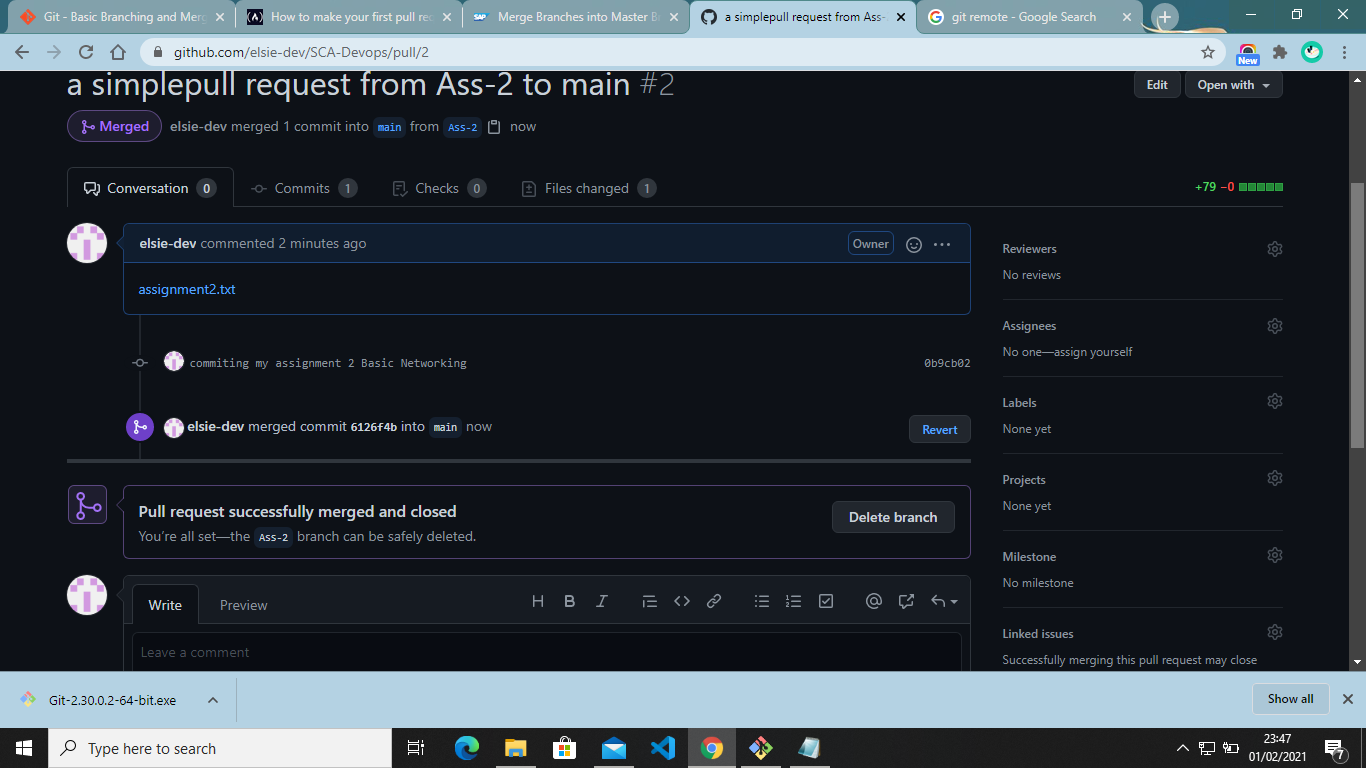 Git - Basic Branching and Merg
How to make your first pull rec
Merge Branches into Master B
a simplepull request from Ass-
git remote - Google Search
github.com/elsie-dev/SCA-Devops/pull/2
New
a simplepull request from Ass-2 to main #2
Edit
Open with
Merged
elsie-dev merged 1 commit into main from Ass-2 now
Conversation 0
Commits 1
Checks 0
Files changed 1
+79 −0
elsie-dev commented 2 minutes ago
Owner
assignment2.txt
commiting my assignment 2 Basic Networking
0b9cb02
elsie-dev merged commit 6126f4b into main now
Revert
Pull request successfully merged and closed
You're all set—the Ass-2 branch can be safely deleted.
Delete branch
Write
Preview
Leave a comment
Reviewers
No reviews
Assignees
No one—assign yourself
Labels
None yet
Projects
None yet
Milestone
No milestone
Linked issues
Successfully merging this pull request may close
Git-2.30.0.2-64-bit.exe
Show all
Type here to search
23:47
01/02/2021
7